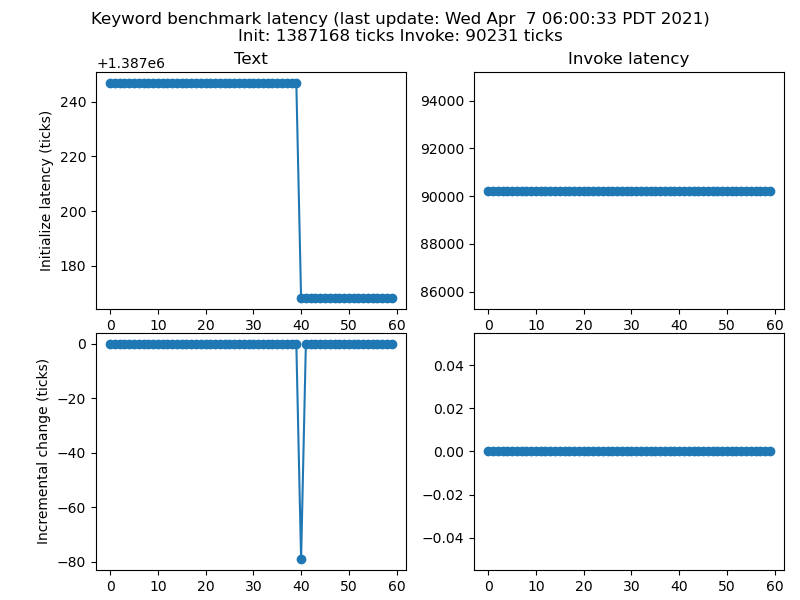 Keyword benchmark latency (last update: Wed Apr  7 06:00:33 PDT 2021)
Init: 1387168 ticks Invoke: 90231 ticks
Text
+1.387e6
Initialize latency (ticks)
240
220
200
180
0 10 20 30 40 50 60
Invoke latency
94000
92000
90000
88000
86000
0 10 20 30 40 50 60
Incremental change (ticks)
0
−20
−40
−60
−80
0 10 20 30 40 50 60
0.04
0.02
0.00
−0.02
−0.04
0 10 20 30 40 50 60